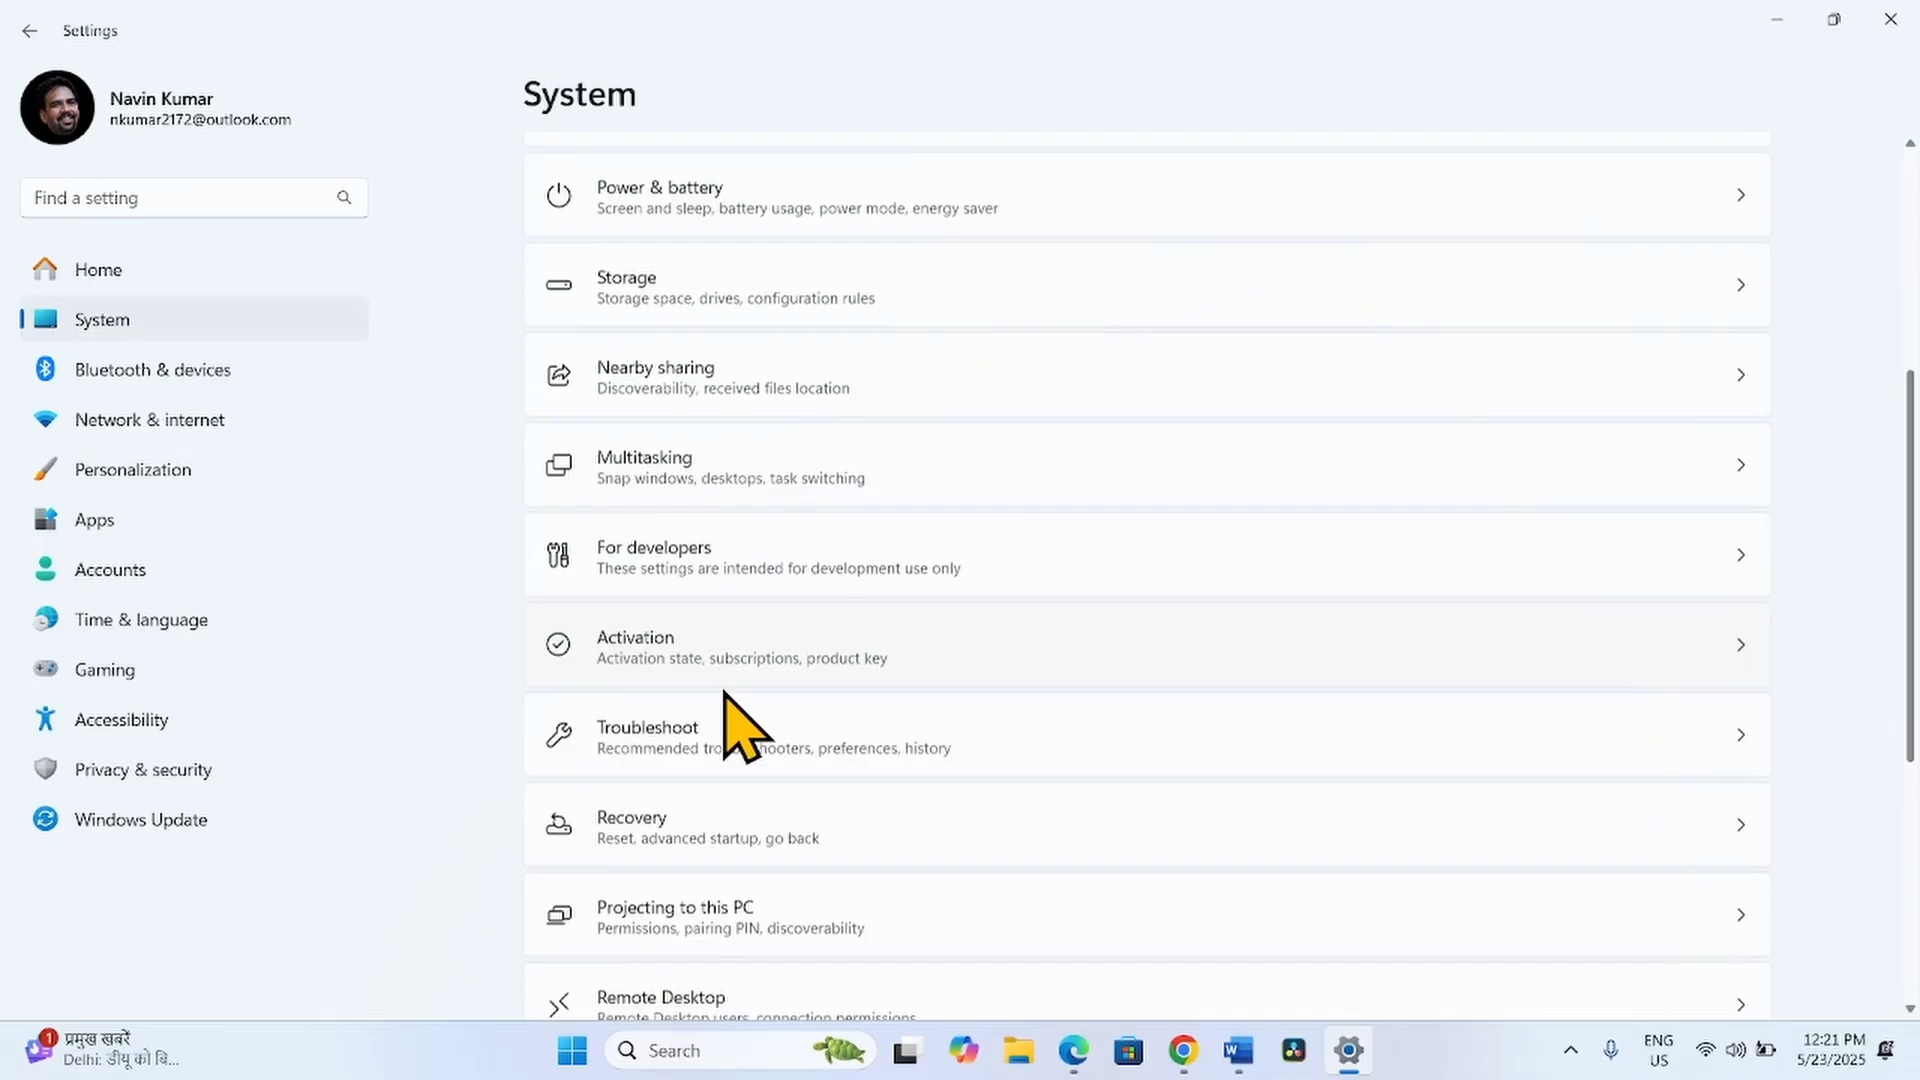 Settings
Navin Kumar
nkumar2172@outlook.com
Find a setting
Home
System
Bluetooth & devices
Network & internet
Personalization
Apps
Accounts
Time & language
Gaming
Accessibility
Privacy & security
Windows Update
System
Power & battery
Screen and sleep, battery usage, power mode, energy saver
Storage
Storage space, drives, configuration rules
Nearby sharing
Discoverability, received files location
Multitasking
Snap windows, desktops, task switching
For developers
These settings are intended for development use only
Activation
Activation state, subscriptions, product key
Troubleshoot
Recommended preferences, history
Recovery
Reset, advanced startup, go back
Projecting to this PC
Permissions, pairing PIN, discoverability
Remote Desktop
Remote Desktop users, connection permissions
1
प्रमुख खबरें
Delhi: डीयू को बि...
Search
ENG
US
12:21 PM
5/23/2025